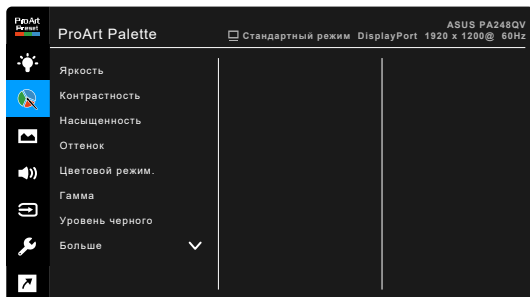 ProArt
Preset
ProArt Palette
ASUS PA248QV
Стандартный режим DisplayPort 1920 x 1200@ 60Hz
Яркость
Контрастность
Насыщенность
Оттенок
Цветовой режим.
Гамма
Уровень черного
Больше